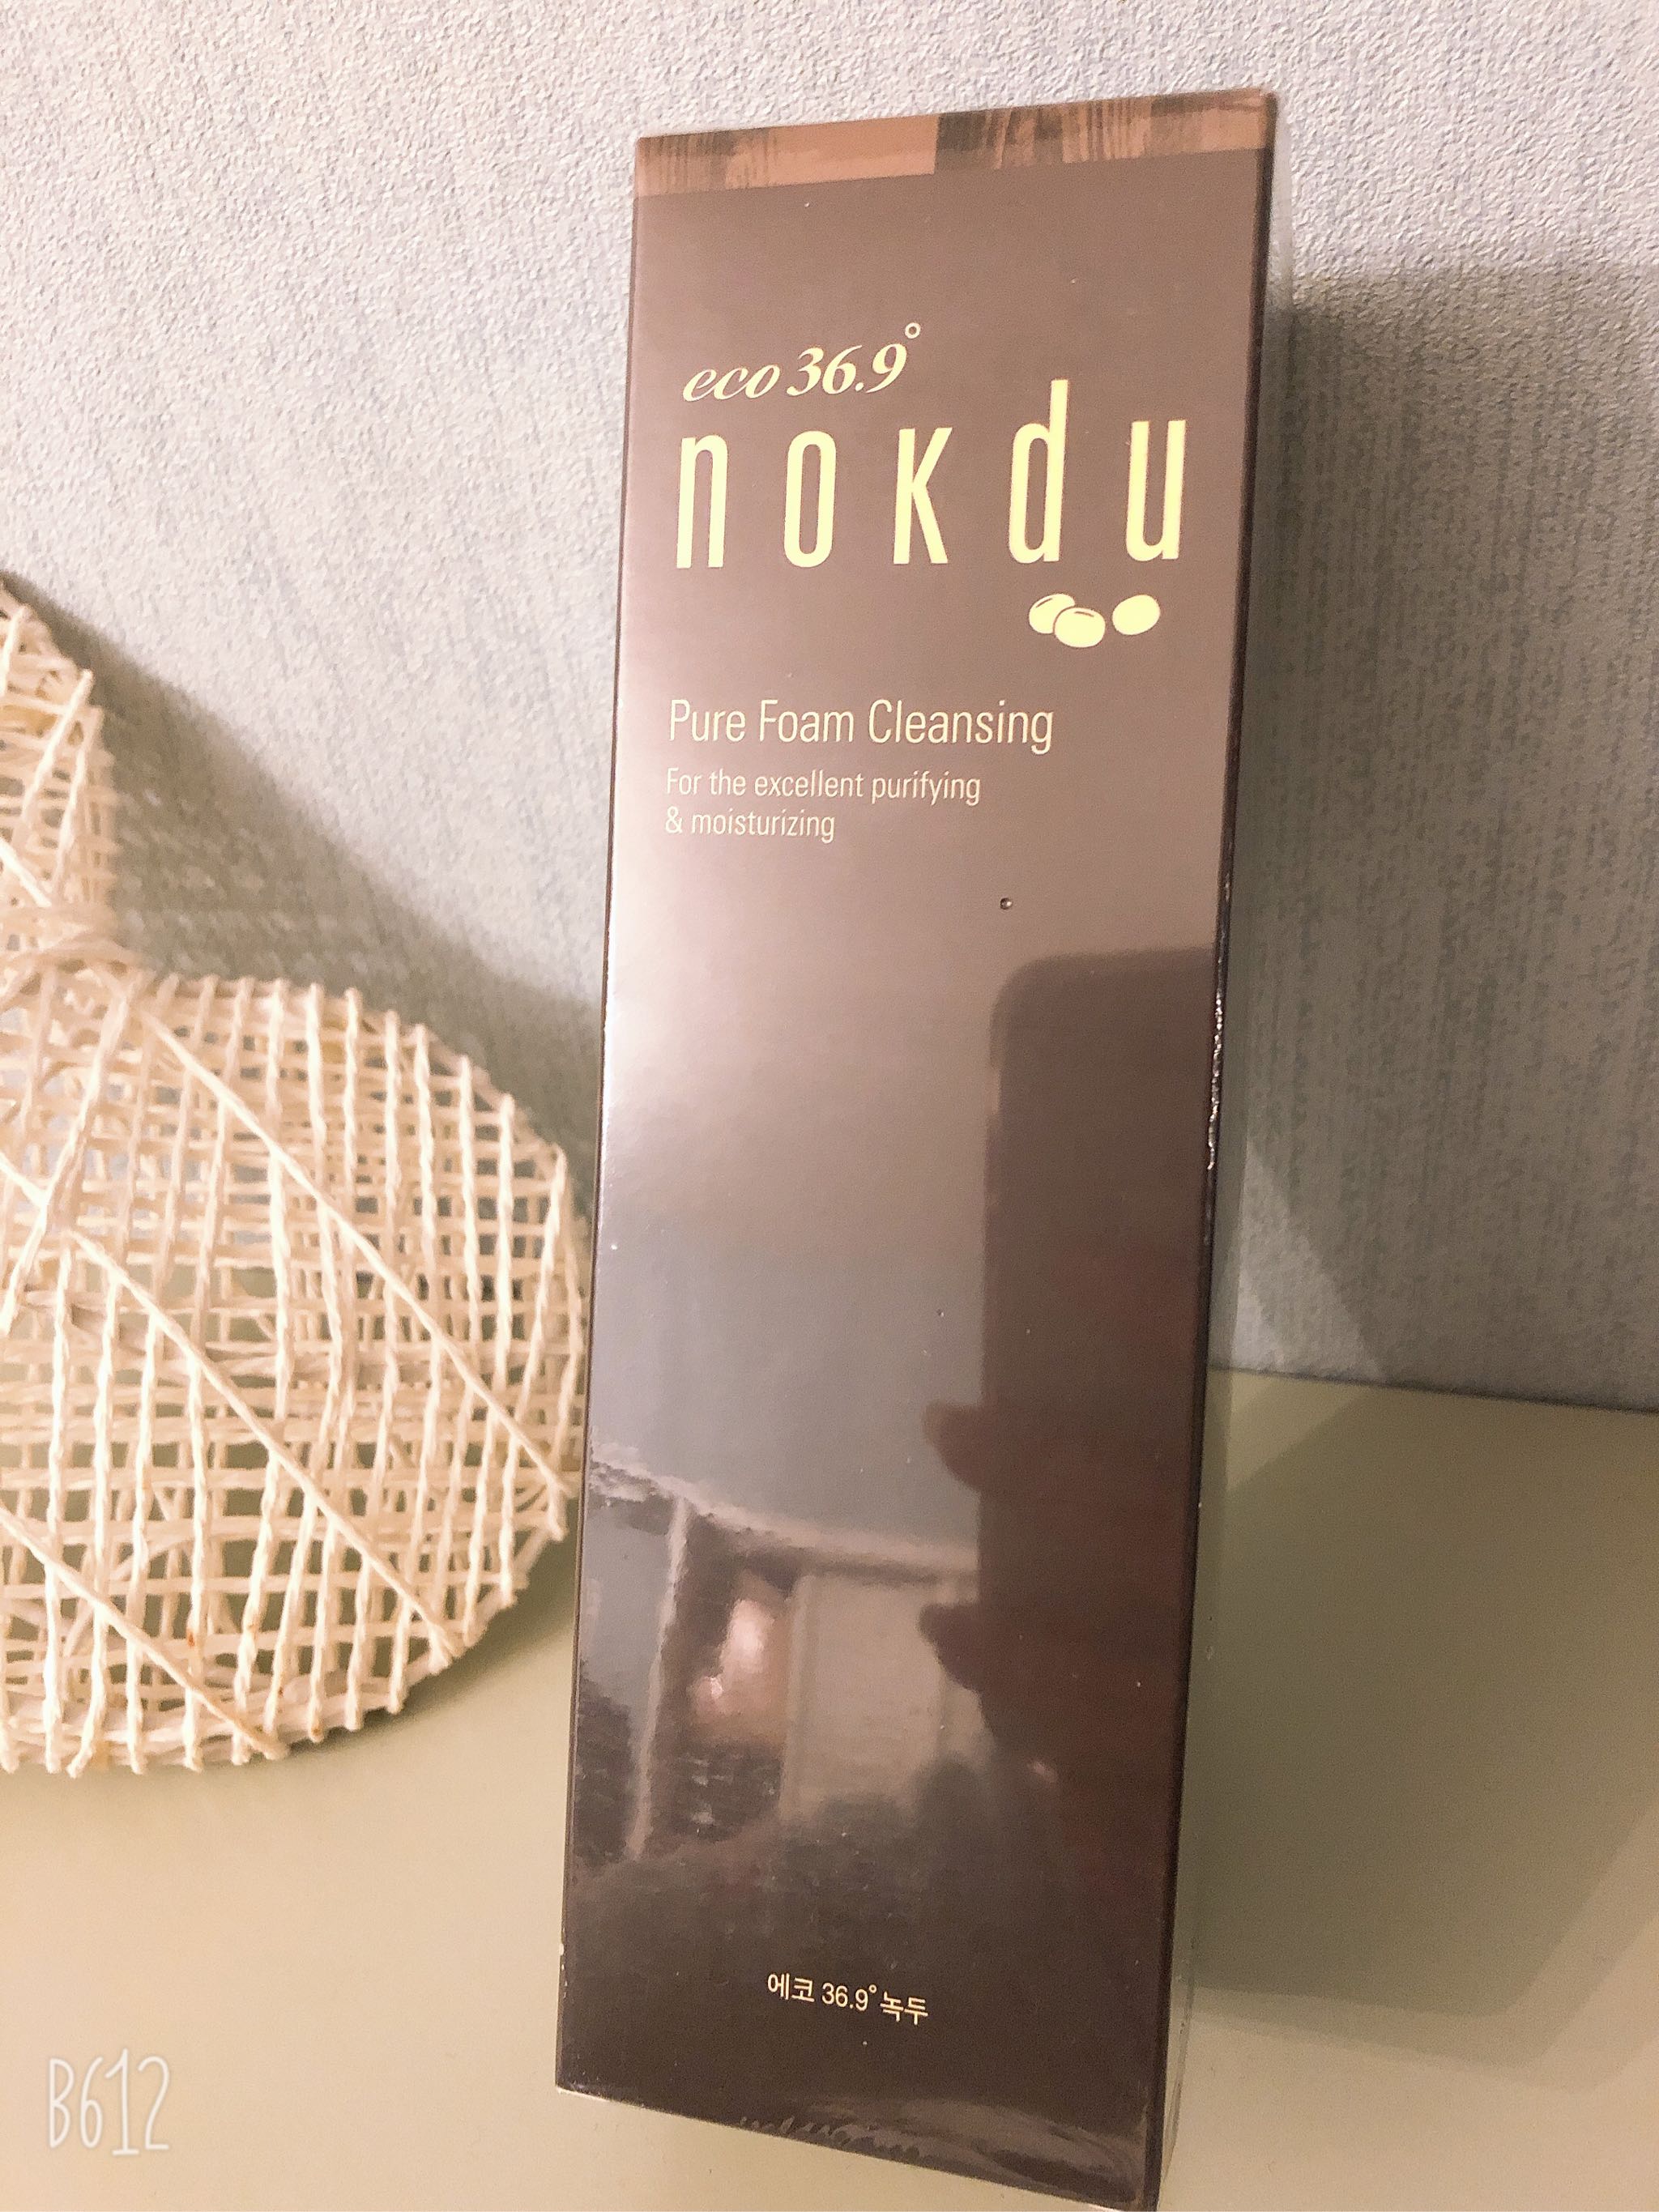 eco 36.9°
nokdu
Pure Foam Cleansing
For the excellent purifying
& moisturizing
에코 36.9° 녹두
B612